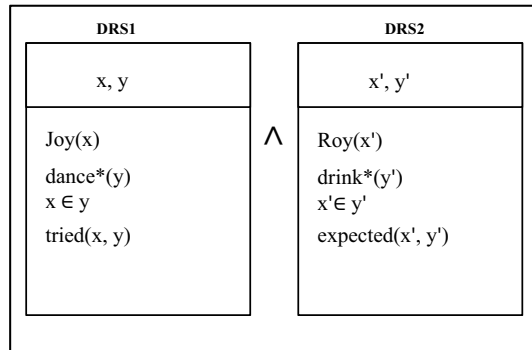 DRS1
x, y
Joy(x)
dance*(y)
x ∈ y
tried(x, y)
∧
DRS2
x', y'
Roy(x')
drink*(y')
x'∈ y'
expected(x', y')